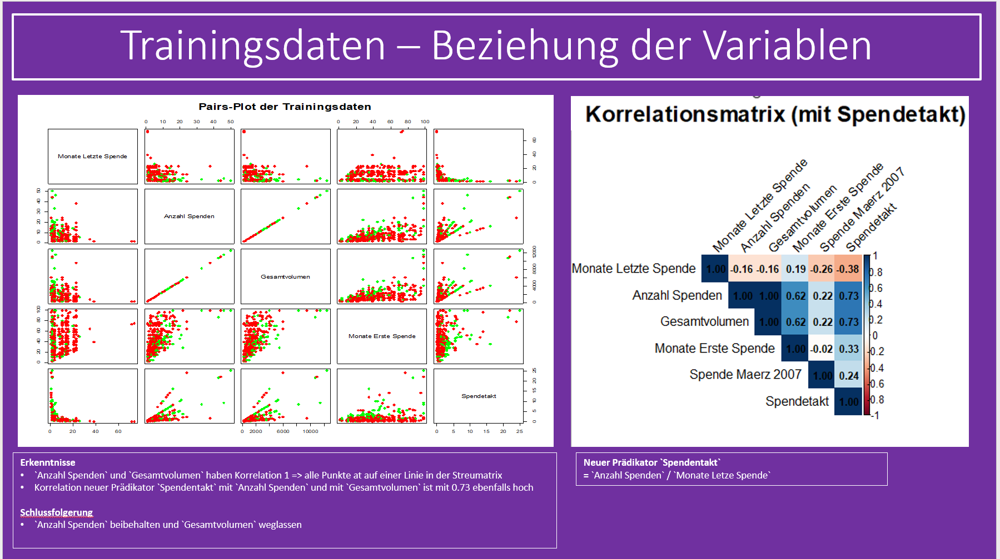 Trainingsdaten – Beziehung der Variablen
Pairs-Plot der Trainingsdaten
0 10 20 30 40 50
0 20 40 60 80 100
Monate Letzte Spende
0 20 40 60
0 10 20 30 40 50
Anzahl Spenden
Gesamtvolumen
0 4000 8000 12000
0 20 40 60 80 100
Monate Erste Spende
Spendetakt
0 5 10 15 20 25
0 20 40 60
0 2000 6000 10000
0 5 10 15 20 25
Korrelationsmatrix (mit Spendetakt)
Monate Letzte Spende
Anzahl Spenden
Gesamtvolumen
Monate Erste Spende
Spende Maerz 2007
Spendetakt
Monate Letzte Spende 1.00 -0.16 -0.16 0.19 -0.26 -0.38
Anzahl Spenden 1.00 1.00 0.62 0.22 0.73
Gesamtvolumen 1.00 0.62 0.22 0.73
Monate Erste Spende 1.00 -0.02 0.33
Spende Maerz 2007 1.00 0.24
Spendetakt 1.00
1
0.8
0.6
0.4
0.2
0
-0.2
-0.4
-0.6
-0.8
-1
Erkenntnisse
• `Anzahl Spenden` und `Gesamtvolumen` haben Korrelation 1 => alle Punkte at auf einer Linie in der Streumatrix
• Korrelation neuer Prädikator `Spendentakt` mit `Anzahl Spenden` und mit `Gesamtvolumen` ist mit 0.73 ebenfalls hoch
Schlussfolgerung
• `Anzahl Spenden` beibehalten und `Gesamtvolumen` weglassen
Neuer Prädikator `Spendentakt`
= `Anzahl Spenden` / `Monate Letze Spende`